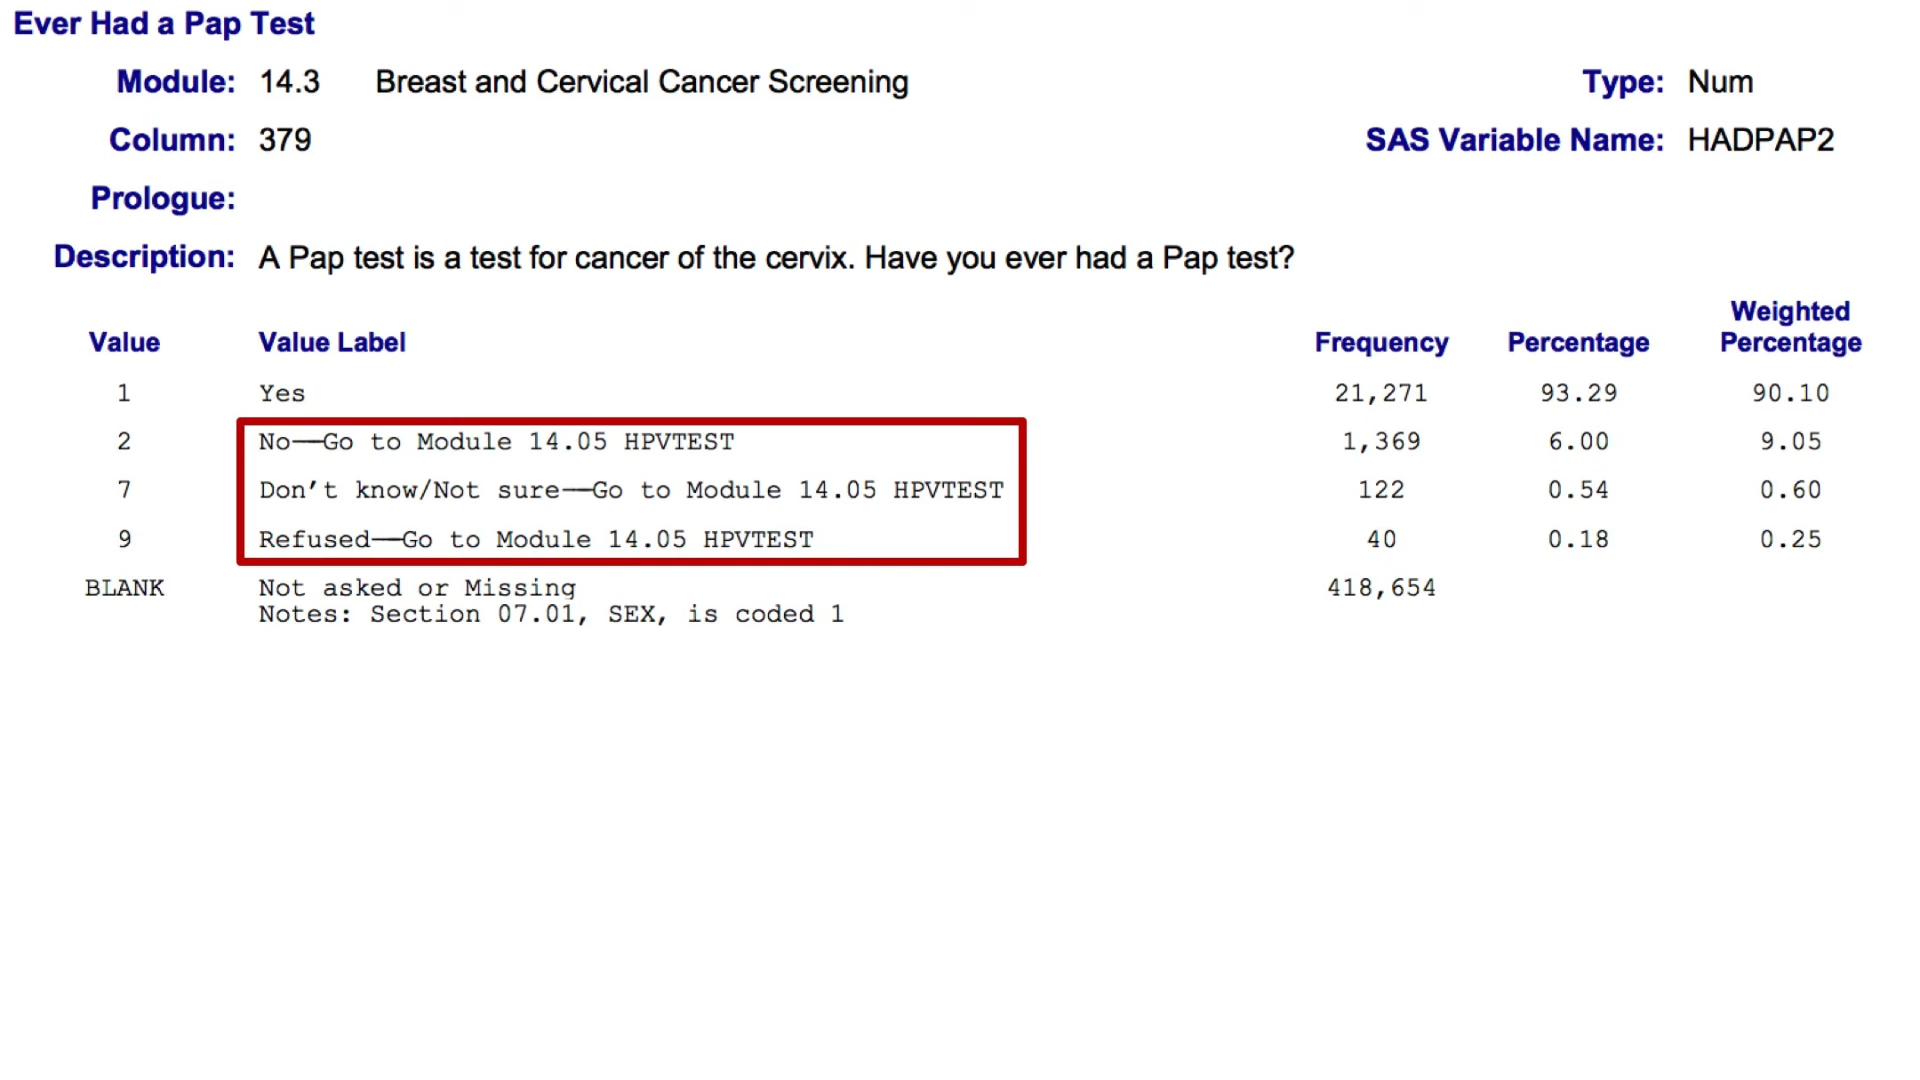 Ever Had a Pap Test
Module: 14.3 Breast and Cervical Cancer Screening Type: Num
Column: 379 SAS Variable Name: HADPAP2
Prologue:
Description: A Pap test is a test for cancer of the cervix. Have you ever had a Pap test?
Value Value Label Frequency Percentage Weighted Percentage
1 Yes 21,271 93.29 90.10
2 No—Go to Module 14.05 HPVTEST 1,369 6.00 9.05
7 Don’t know/Not sure—Go to Module 14.05 HPVTEST 122 0.54 0.60
9 Refused—Go to Module 14.05 HPVTEST 40 0.18 0.25
BLANK Not asked or Missing 418,654
Notes: Section 07.01, SEX, is coded 1